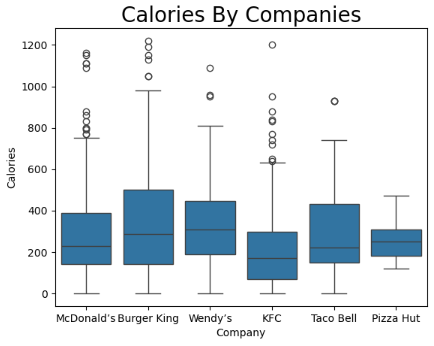 Calories By Companies
1200
1000
800
600
400
200
0
Calories
McDonald’s Burger King Wendy’s KFC Taco Bell Pizza Hut
Company